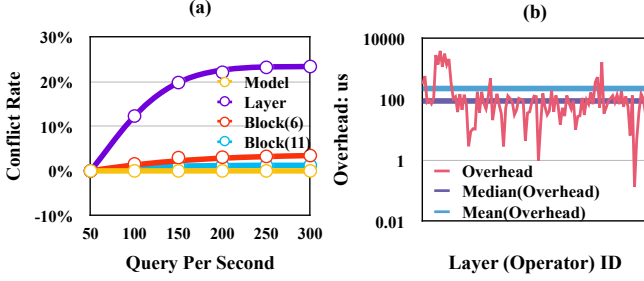 (a)
30%
20%
10%
0%
-10%
Conflict Rate
Model
Layer
Block(6)
Block(11)
50 100 150 200 250 300
Query Per Second
(b)
10000
100
1
0.01
Overhead: us
Overhead
Median(Overhead)
Mean(Overhead)
Layer (Operator) ID